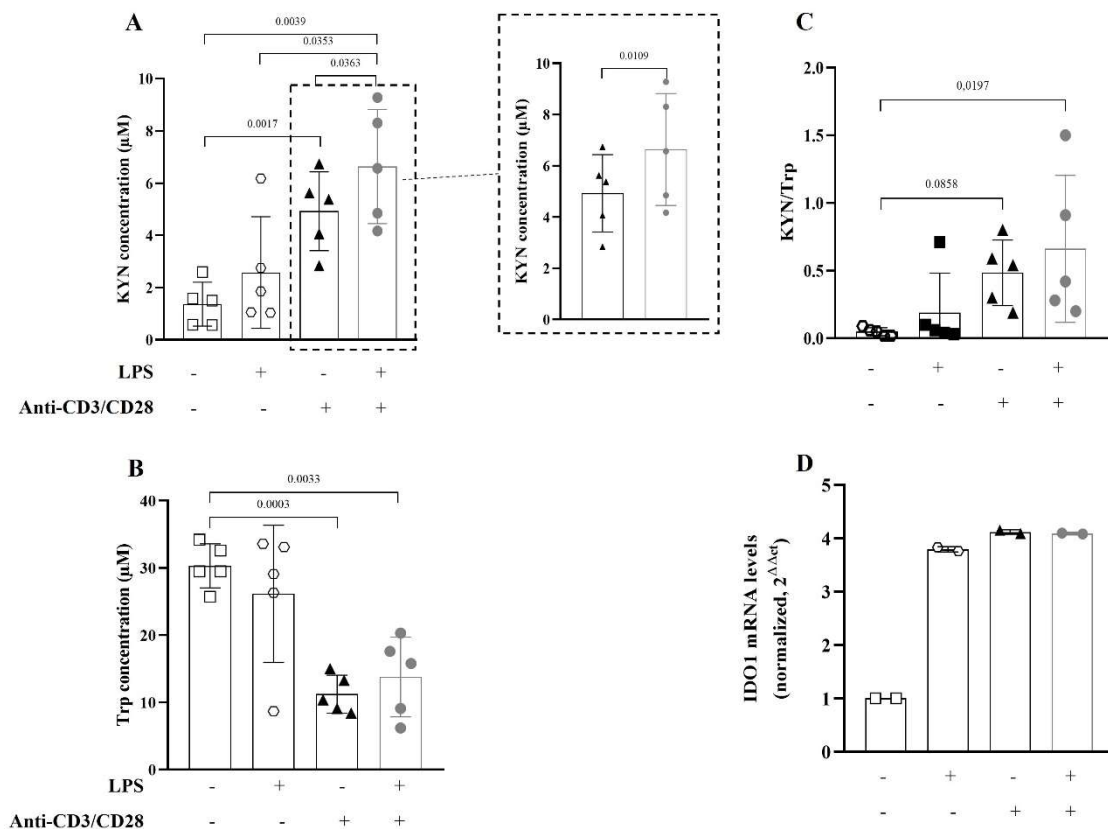 A
0.0039
0.0353
0.0363
0.0017
KYN concentration (µM)
10
8
6
4
2
0
LPS - + - +
Anti-CD3/CD28 - - + +
0.0109
KYN concentration (µM)
10
8
6
4
2
0
C
0.0197
0.0858
KYN/Trp
2.0
1.5
1.0
0.5
0.0
- + - +
- - + +
B
0.0033
0.0003
Trp concentration (µM)
40
30
20
10
0
LPS - + - +
Anti-CD3/CD28 - - + +
D
IDO1 mRNA levels
(normalized, 2^ΔΔct)
5
4
3
2
1
0
- + - +
- - + +